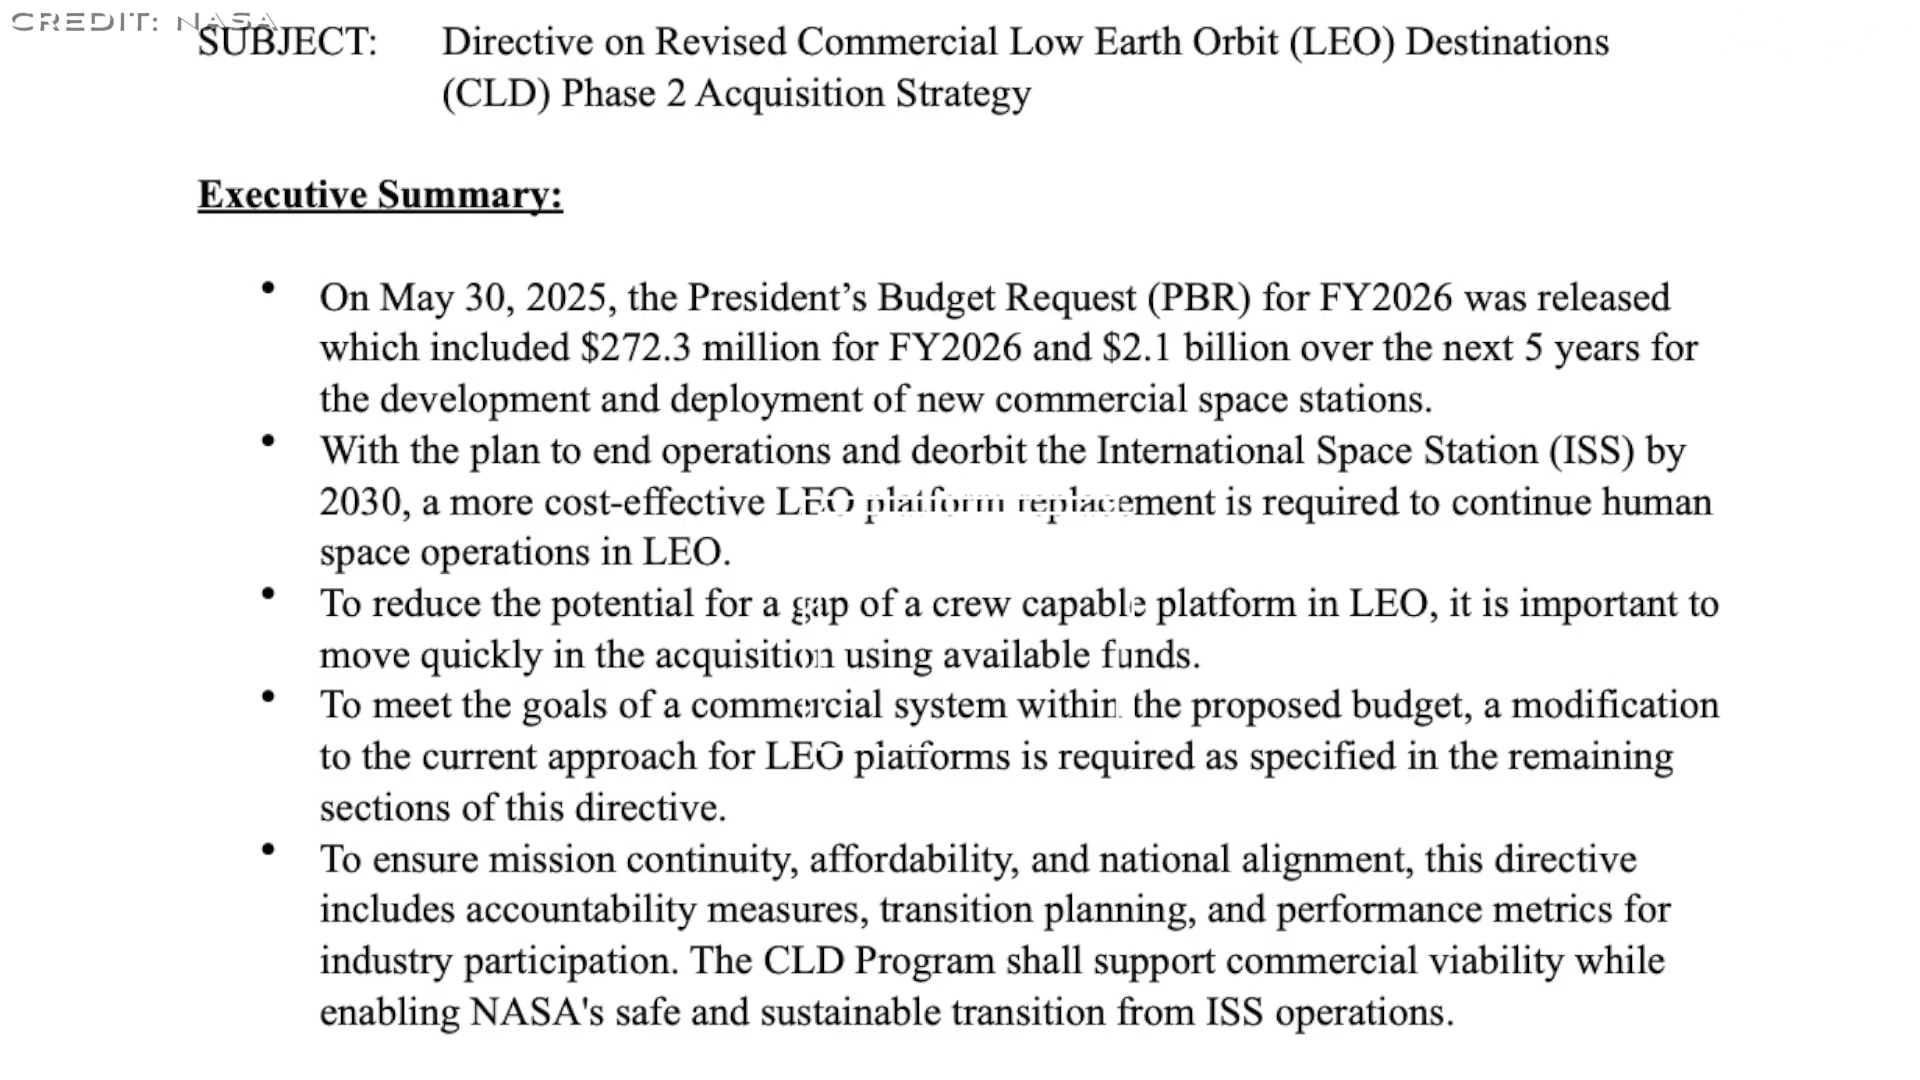 CREDIT: NASA
SUBJECT: Directive on Revised Commercial Low Earth Orbit (LEO) Destinations
(CLD) Phase 2 Acquisition Strategy
Executive Summary:
• On May 30, 2025, the President’s Budget Request (PBR) for FY2026 was released
which included $272.3 million for FY2026 and $2.1 billion over the next 5 years for
the development and deployment of new commercial space stations.
• With the plan to end operations and deorbit the International Space Station (ISS) by
2030, a more cost-effective LEO platform replacement is required to continue human
space operations in LEO.
• To reduce the potential for a gap of a crew capable platform in LEO, it is important to
move quickly in the acquisition using available funds.
• To meet the goals of a commercial system within the proposed budget, a modification
to the current approach for LEO platforms is required as specified in the remaining
sections of this directive.
• To ensure mission continuity, affordability, and national alignment, this directive
includes accountability measures, transition planning, and performance metrics for
industry participation. The CLD Program shall support commercial viability while
enabling NASA's safe and sustainable transition from ISS operations.